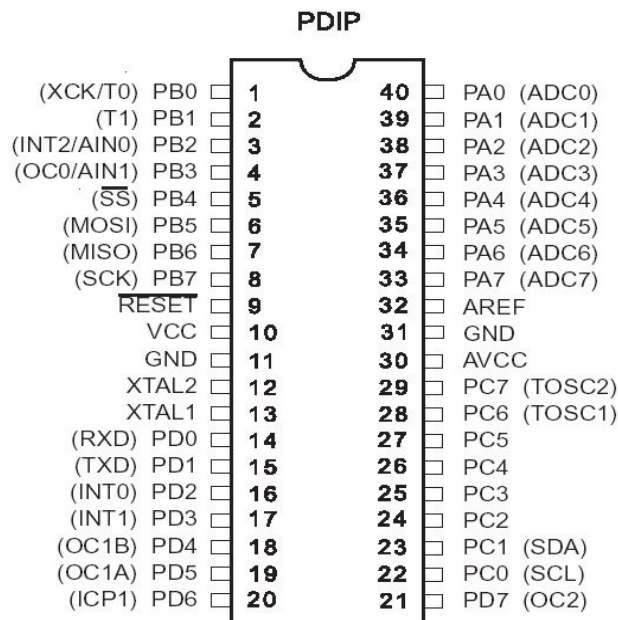 PDIP
(XCK/T0) PB0 1 40 PA0 (ADC0)
(T1) PB1 2 39 PA1 (ADC1)
(INT2/AIN0) PB2 3 38 PA2 (ADC2)
(OC0/AIN1) PB3 4 37 PA3 (ADC3)
(SS) PB4 5 36 PA4 (ADC4)
(MOSI) PB5 6 35 PA5 (ADC5)
(MISO) PB6 7 34 PA6 (ADC6)
(SCK) PB7 8 33 PA7 (ADC7)
RESET 9 32 AREF
VCC 10 31 GND
GND 11 30 AVCC
XTAL2 12 29 PC7 (TOSC2)
XTAL1 13 28 PC6 (TOSC1)
(RXD) PD0 14 27 PC5
(TXD) PD1 15 26 PC4
(INT0) PD2 16 25 PC3
(INT1) PD3 17 24 PC2
(OC1B) PD4 18 23 PC1 (SDA)
(OC1A) PD5 19 22 PC0 (SCL)
(ICP1) PD6 20 21 PD7 (OC2)